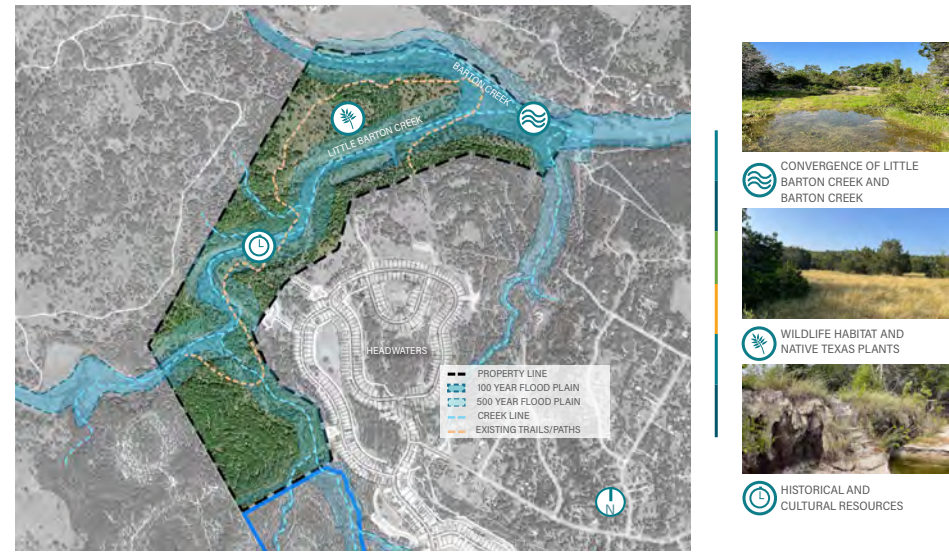 BARTON CREEK
LITTLE BARTON CREEK
HEADWATERS
PROPERTY LINE
100 YEAR FLOOD PLAIN
500 YEAR FLOOD PLAIN
CREEK LINE
EXISTING TRAILS/PATHS
N
CONVERGENCE OF LITTLE
BARTON CREEK AND
BARTON CREEK
WILDLIFE HABITAT AND
NATIVE TEXAS PLANTS
HISTORICAL AND
CULTURAL RESOURCES